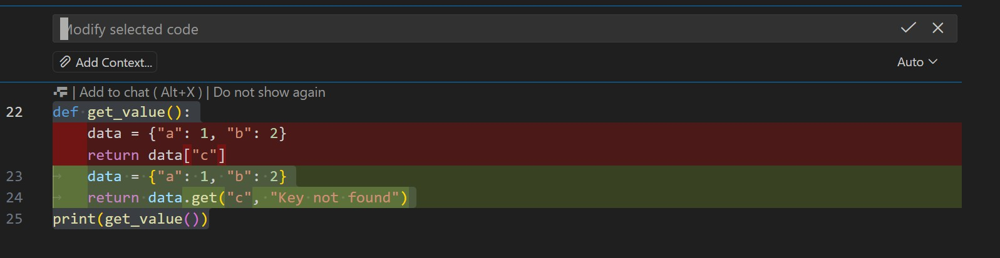 Modify selected code
Add Context...
Auto
| Add to chat ( Alt+X ) | Do not show again
22 def get_value():
data = {"a": 1, "b": 2}
return data["c"]
23 data = {"a": 1, "b": 2}
24 return data.get("c", "Key not found")
25 print(get_value())